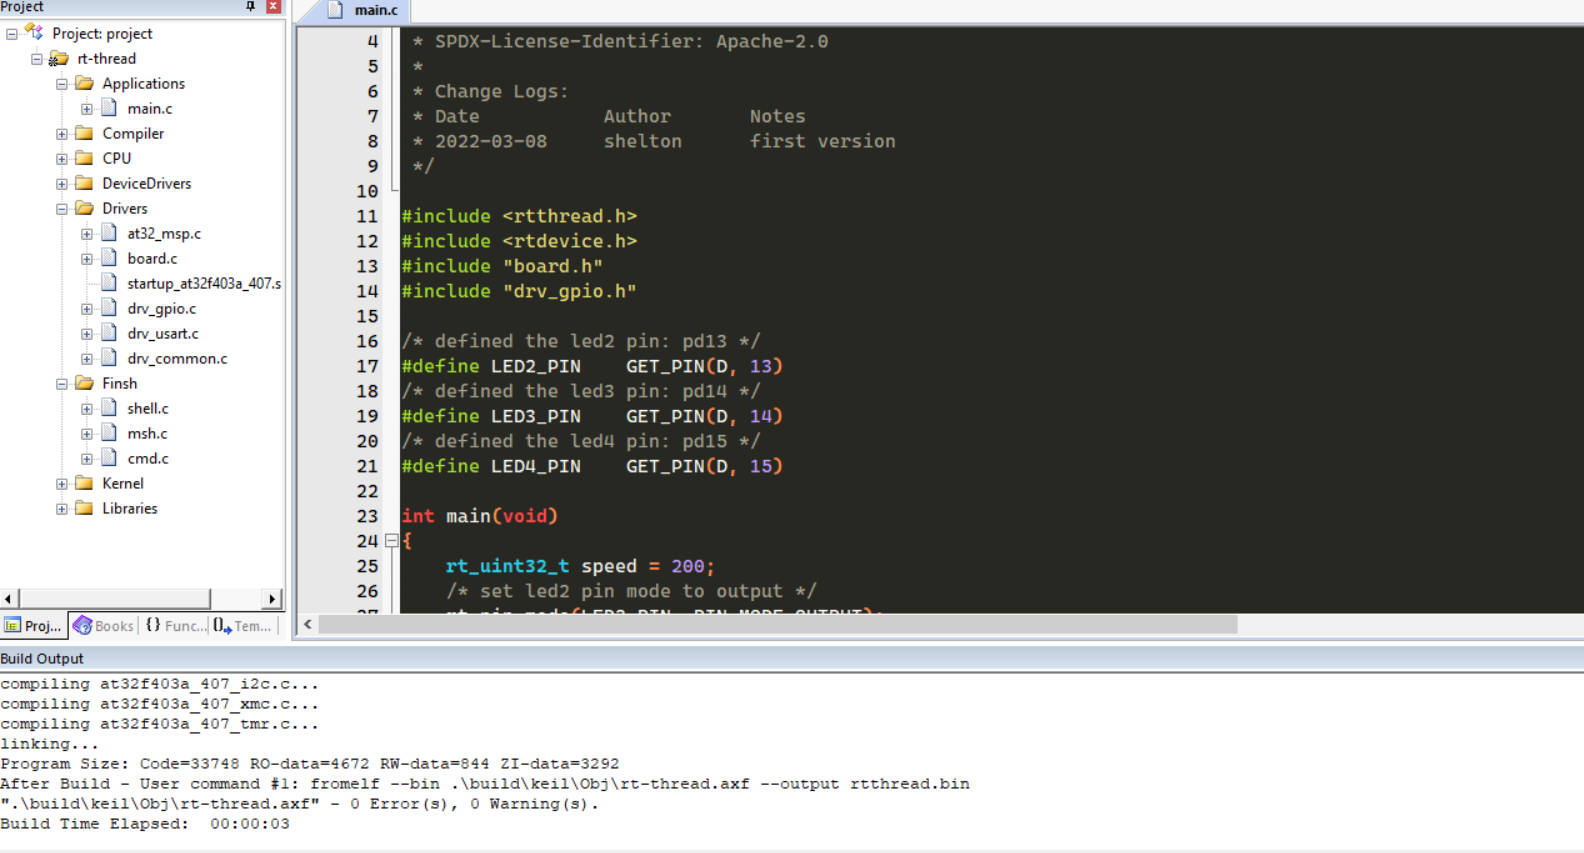 Project
Project: project
rt-thread
Applications
main.c
Compiler
CPU
DeviceDrivers
Drivers
at32_msp.c
board.c
startup_at32f403a_407.s
drv_gpio.c
drv_usart.c
drv_common.c
Finsh
shell.c
msh.c
cmd.c
Kernel
Libraries
Proj... Books {} Func... 0 Tem...
main.c
4 * SPDX-License-Identifier: Apache-2.0
5 *
6 * Change Logs:
7 * Date Author Notes
8 * 2022-03-08 shelton first version
9 */
10
11 #include <rtthread.h>
12 #include <rtdevice.h>
13 #include "board.h"
14 #include "drv_gpio.h"
15
16 /* defined the led2 pin: pd13 */
17 #define LED2_PIN GET_PIN(D, 13)
18 /* defined the led3 pin: pd14 */
19 #define LED3_PIN GET_PIN(D, 14)
20 /* defined the led4 pin: pd15 */
21 #define LED4_PIN GET_PIN(D, 15)
22
23 int main(void)
24 {
25 rt_uint32_t speed = 200;
26 /* set led2 pin mode to output */
27 rt_pin_mode(LED2_PIN, PIN_MODE_OUTPUT);
Build Output
compiling at32f403a_407_i2c.c...
compiling at32f403a_407_xmc.c...
compiling at32f403a_407_tmr.c...
linking...
Program Size: Code=33748 RO-data=4672 RW-data=844 ZI-data=3292
After Build - User command #1: fromelf --bin .\build\keil\Obj\rt-thread.axf --output rtthread.bin
".\build\keil\Obj\rt-thread.axf" - 0 Error(s), 0 Warning(s).
Build Time Elapsed: 00:00:03